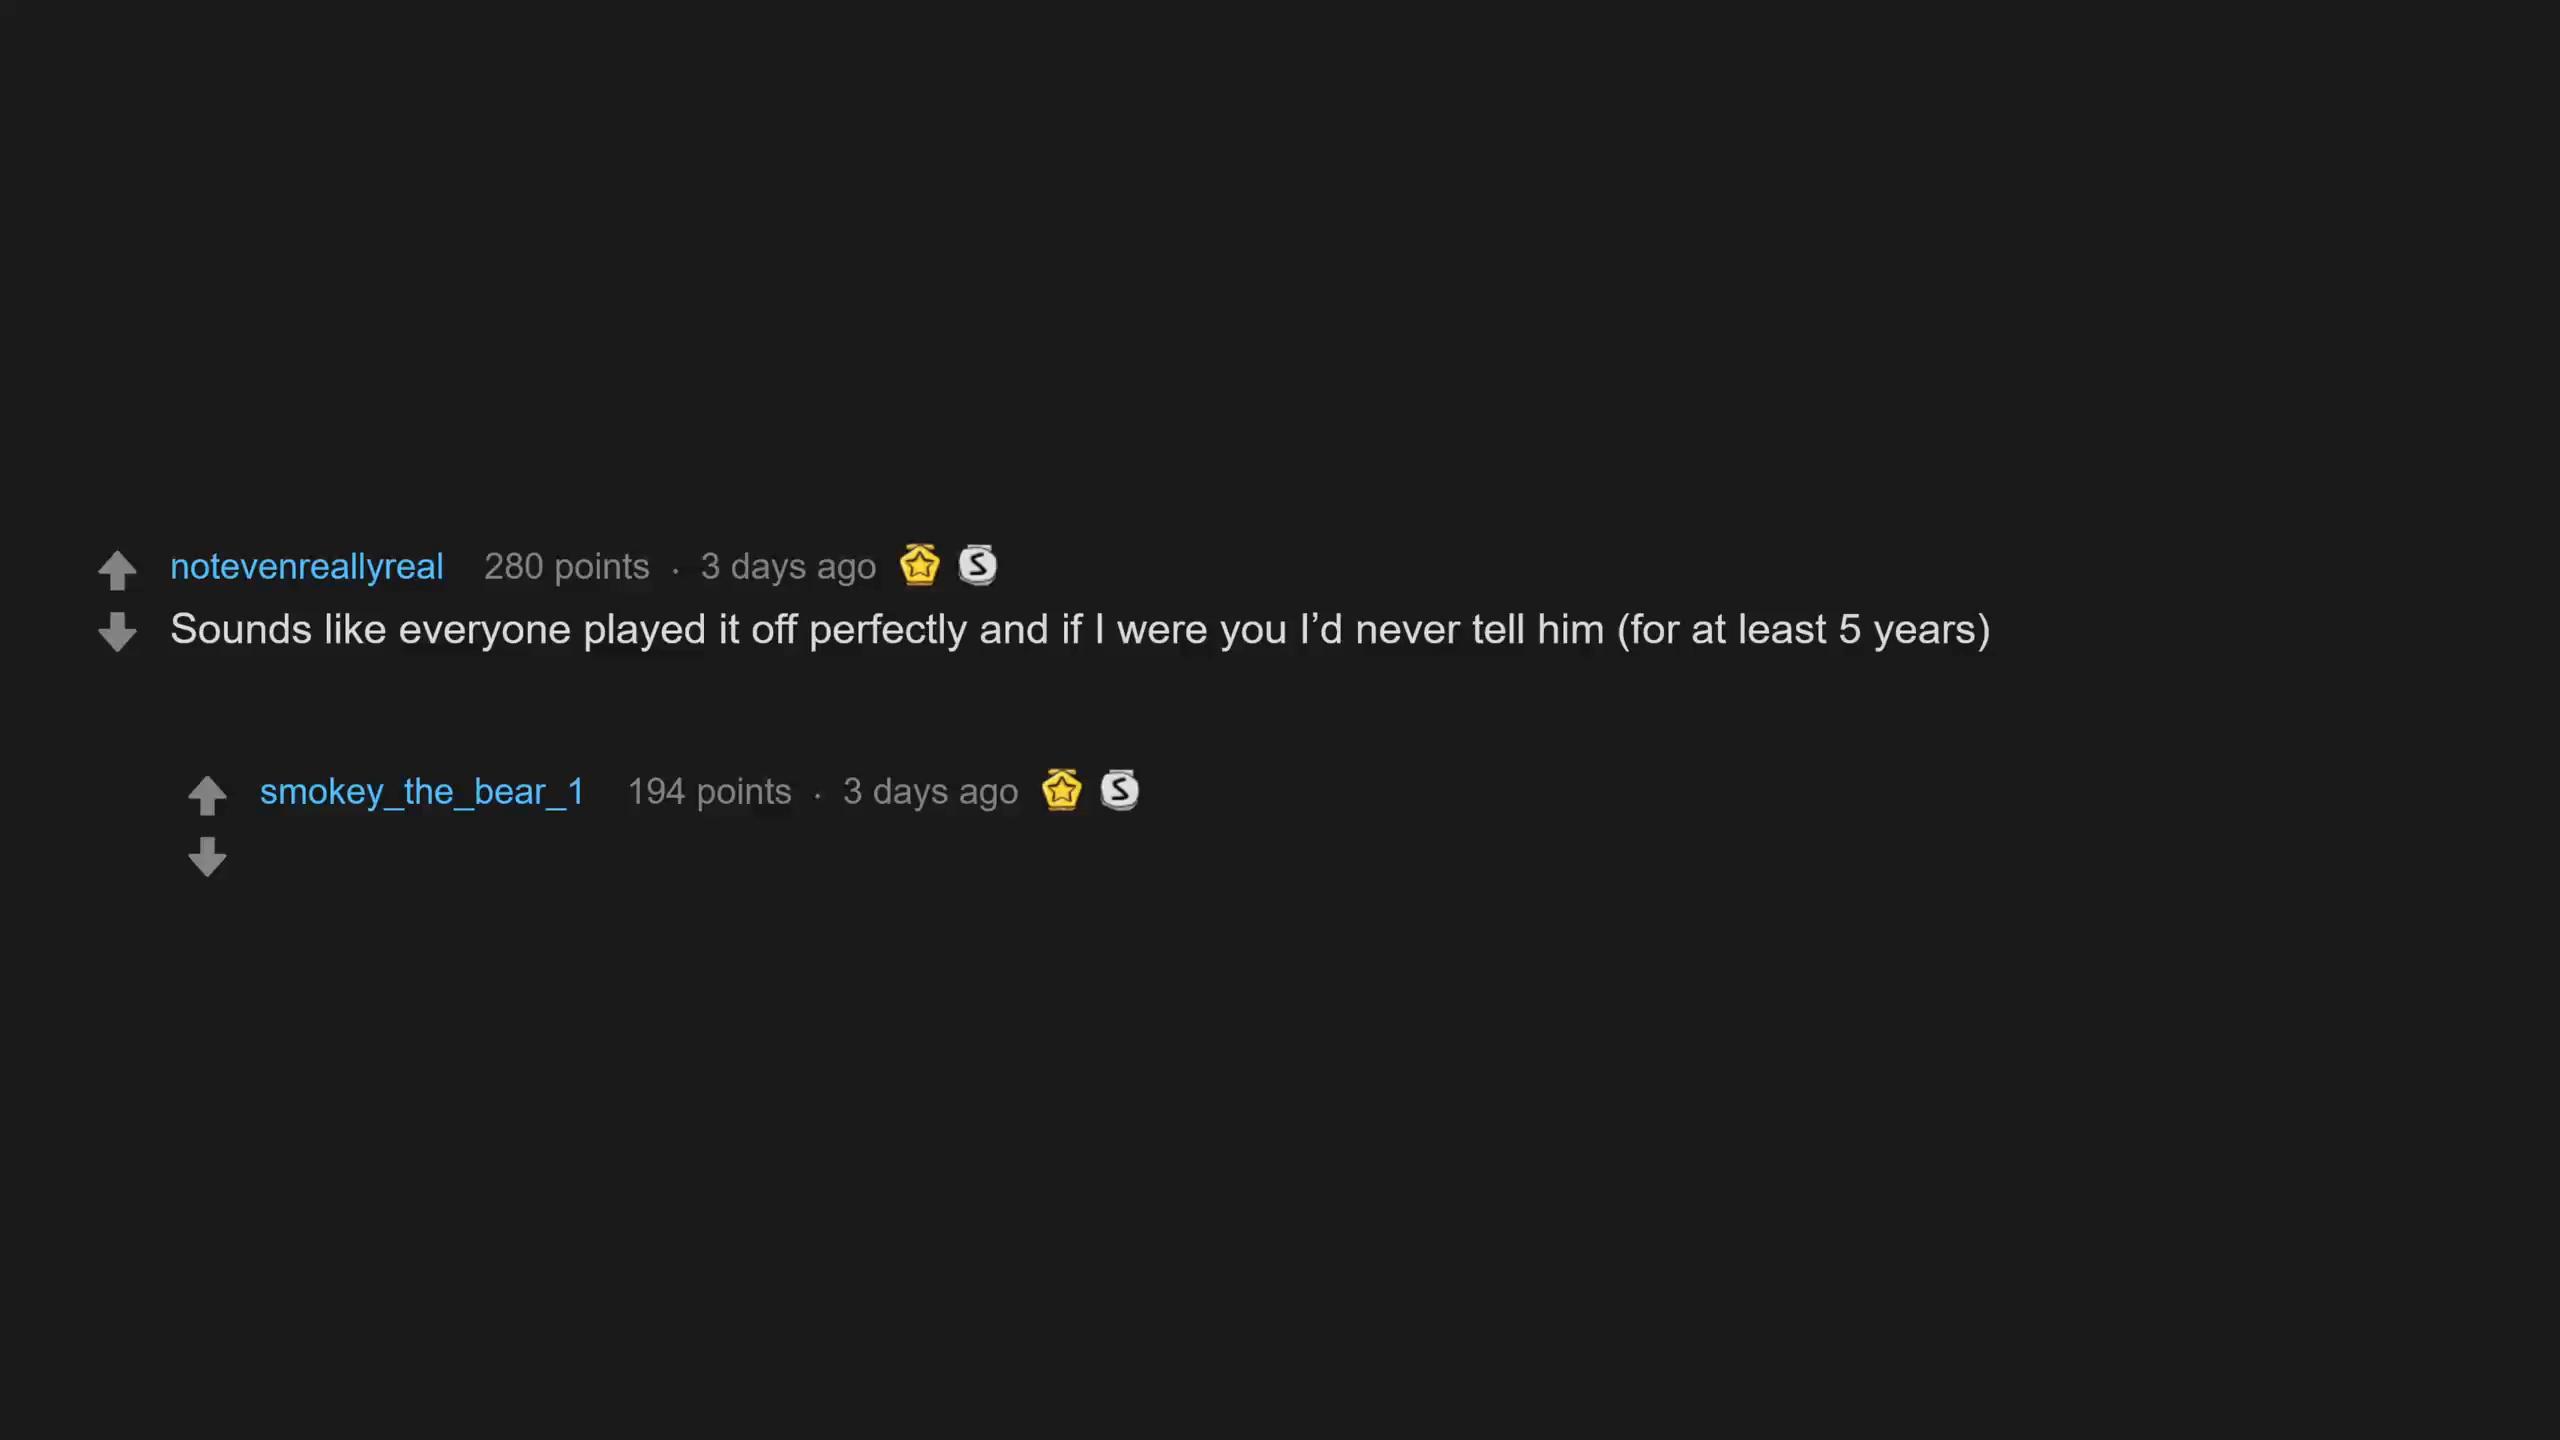 notevenreallyreal 280 points · 3 days ago S
Sounds like everyone played it off perfectly and if I were you I’d never tell him (for at least 5 years)
smokey_the_bear_1 194 points · 3 days ago S